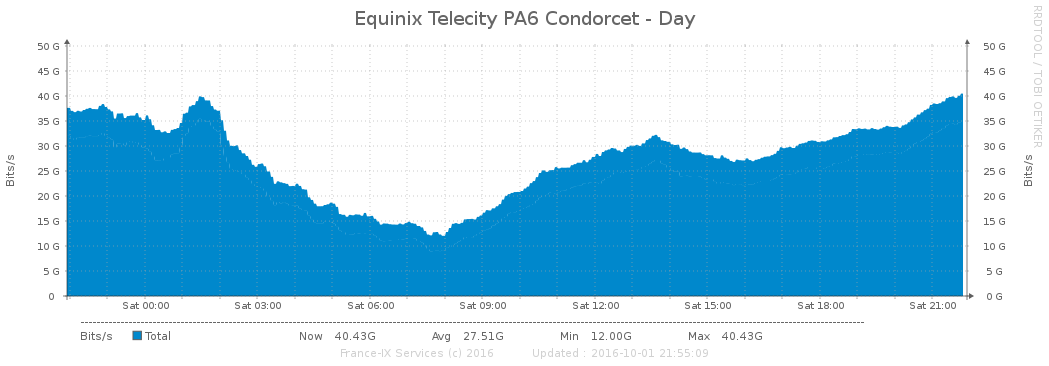 Equinix Telecity PA6 Condorcet - Day
RRDTOOL / TOBI OETIKER
Bits/s
50 G 50 G
45 G 45 G
40 G 40 G
35 G 35 G
30 G 30 G
25 G 25 G
20 G 20 G
15 G 15 G
10 G 10 G
5 G 5 G
0 0 G
Bits/s
Sat 00:00 Sat 03:00 Sat 06:00 Sat 09:00 Sat 12:00 Sat 15:00 Sat 18:00 Sat 21:00
Bits/s Total Now 40.43G Avg 27.51G Min 12.00G Max 40.43G
France-IX Services (c) 2016 Updated : 2016-10-01 21:55:09